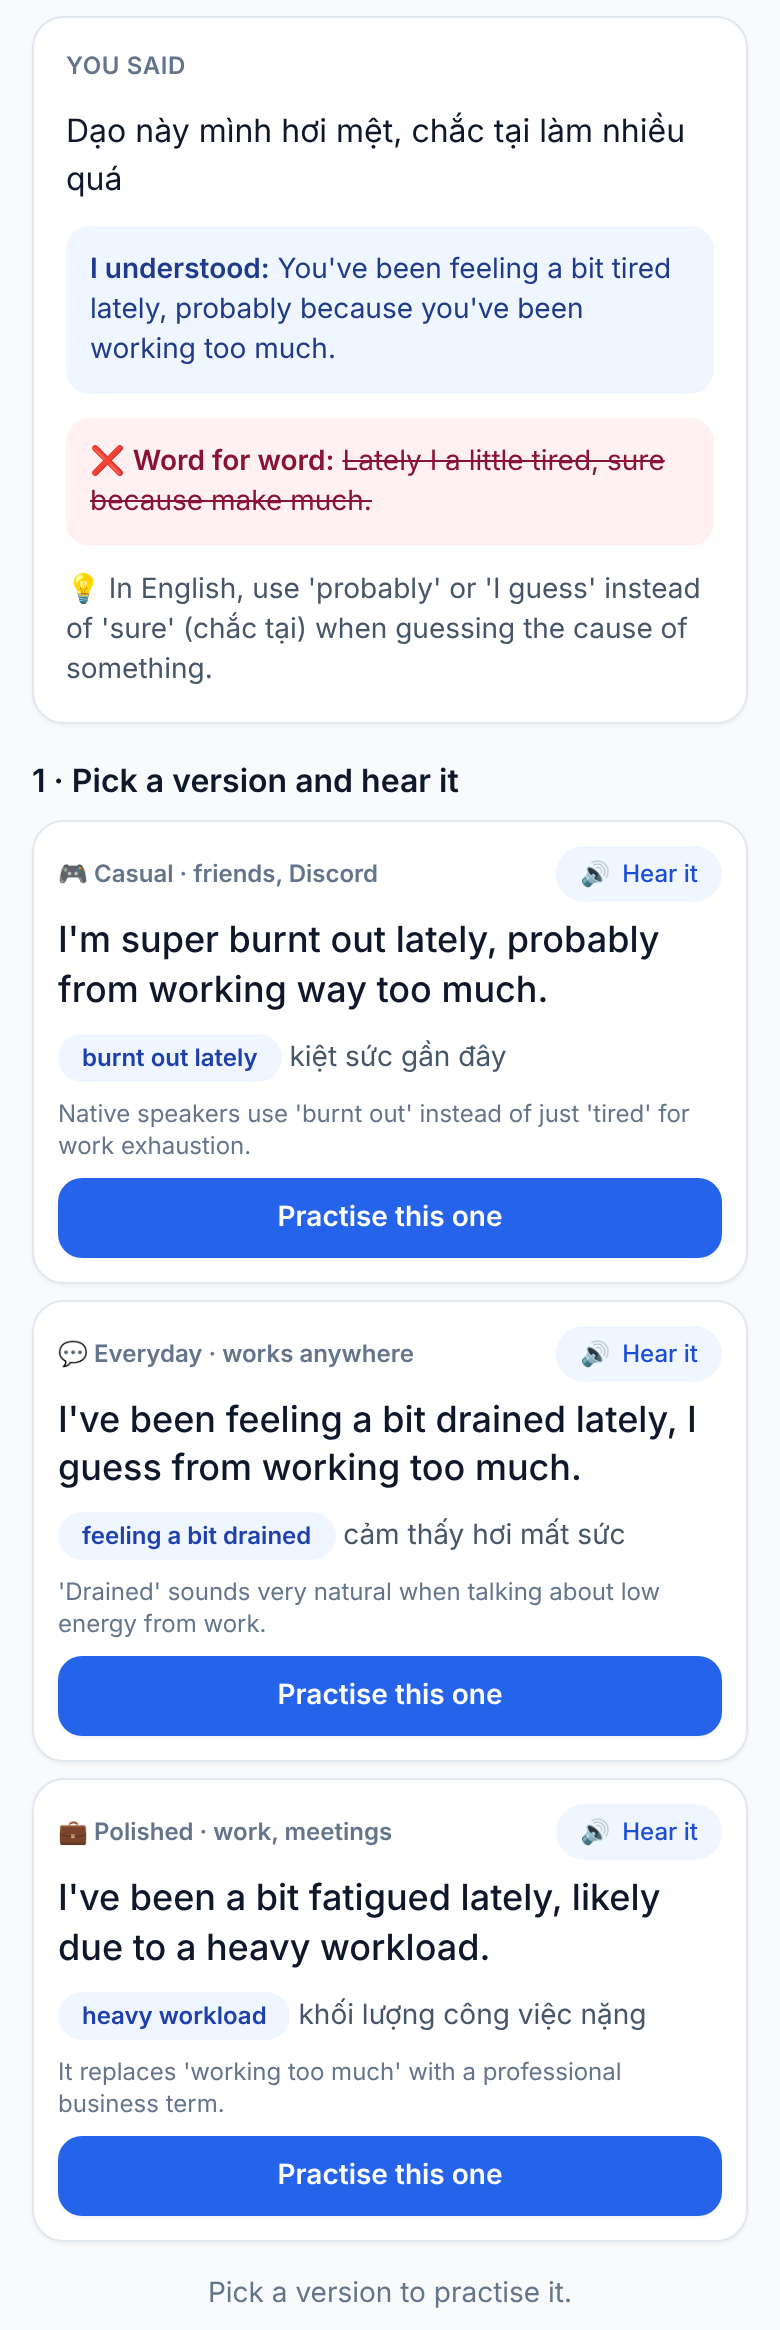 YOU SAID
Dạo này mình hơi mệt, chắc tại làm nhiều
quá
I understood: You've been feeling a bit tired
lately, probably because you've been
working too much.
❌ Word for word: Lately I a little tired, sure
because make much.
💡 In English, use 'probably' or 'I guess' instead
of 'sure' (chắc tại) when guessing the cause of
something.
1 · Pick a version and hear it
🎮 Casual · friends, Discord
🔊 Hear it
I'm super burnt out lately, probably
from working way too much.
burnt out lately kiệt sức gần đây
Native speakers use 'burnt out' instead of just 'tired' for
work exhaustion.
Practise this one
💬 Everyday · works anywhere
🔊 Hear it
I've been feeling a bit drained lately, I
guess from working too much.
feeling a bit drained cảm thấy hơi mất sức
'Drained' sounds very natural when talking about low
energy from work.
Practise this one
💼 Polished · work, meetings
🔊 Hear it
I've been a bit fatigued lately, likely
due to a heavy workload.
heavy workload khối lượng công việc nặng
It replaces 'working too much' with a professional
business term.
Practise this one
Pick a version to practise it.